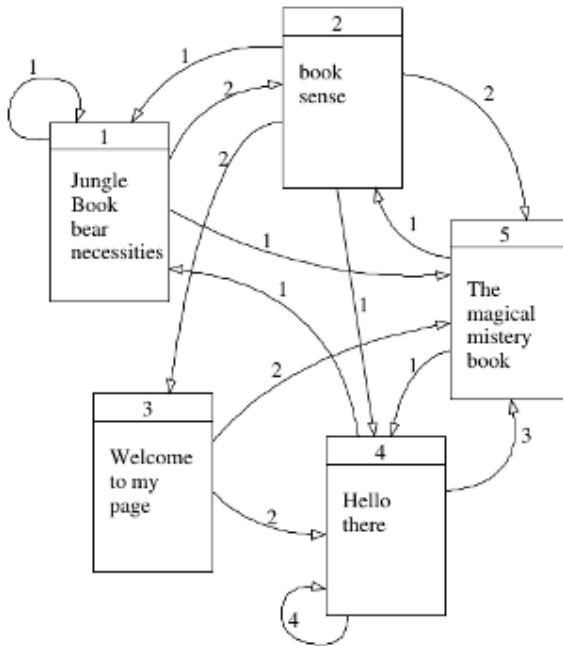 2
book
sense
1
2
1
2
2
1
Jungle
Book
bear
necessities
1
1
5
The
magical
mistery
book
1
1
2
1
3
Welcome
to my
page
4
Hello
there
3
2
4